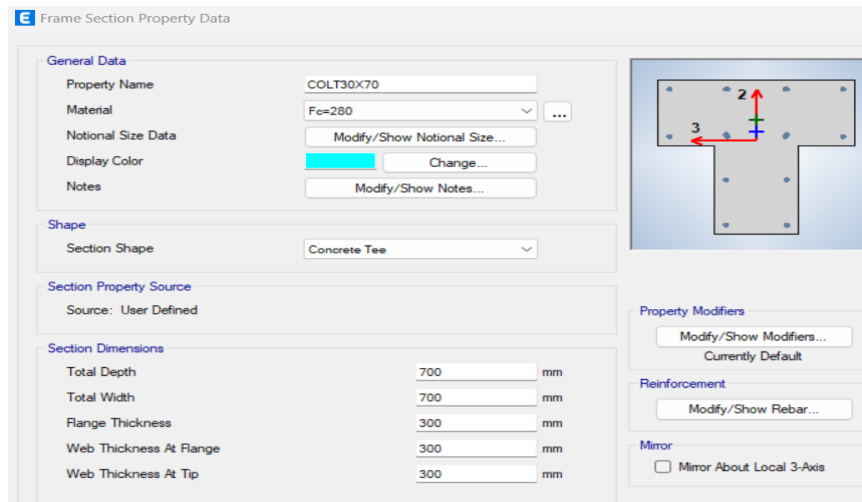 E Frame Section Property Data
General Data
Property Name COLT30X70
Material Fc=280 ...
Notional Size Data Modify/Show Notional Size...
Display Color Change...
Notes Modify/Show Notes...
Shape
Section Shape Concrete Tee
Section Property Source
Source: User Defined
Section Dimensions
Total Depth 700 mm
Total Width 700 mm
Flange Thickness 300 mm
Web Thickness At Flange 300 mm
Web Thickness At Tip 300 mm
2
3
Property Modifiers
Modify/Show Modifiers...
Currently Default
Reinforcement
Modify/Show Rebar...
Mirror
Mirror About Local 3-Axis